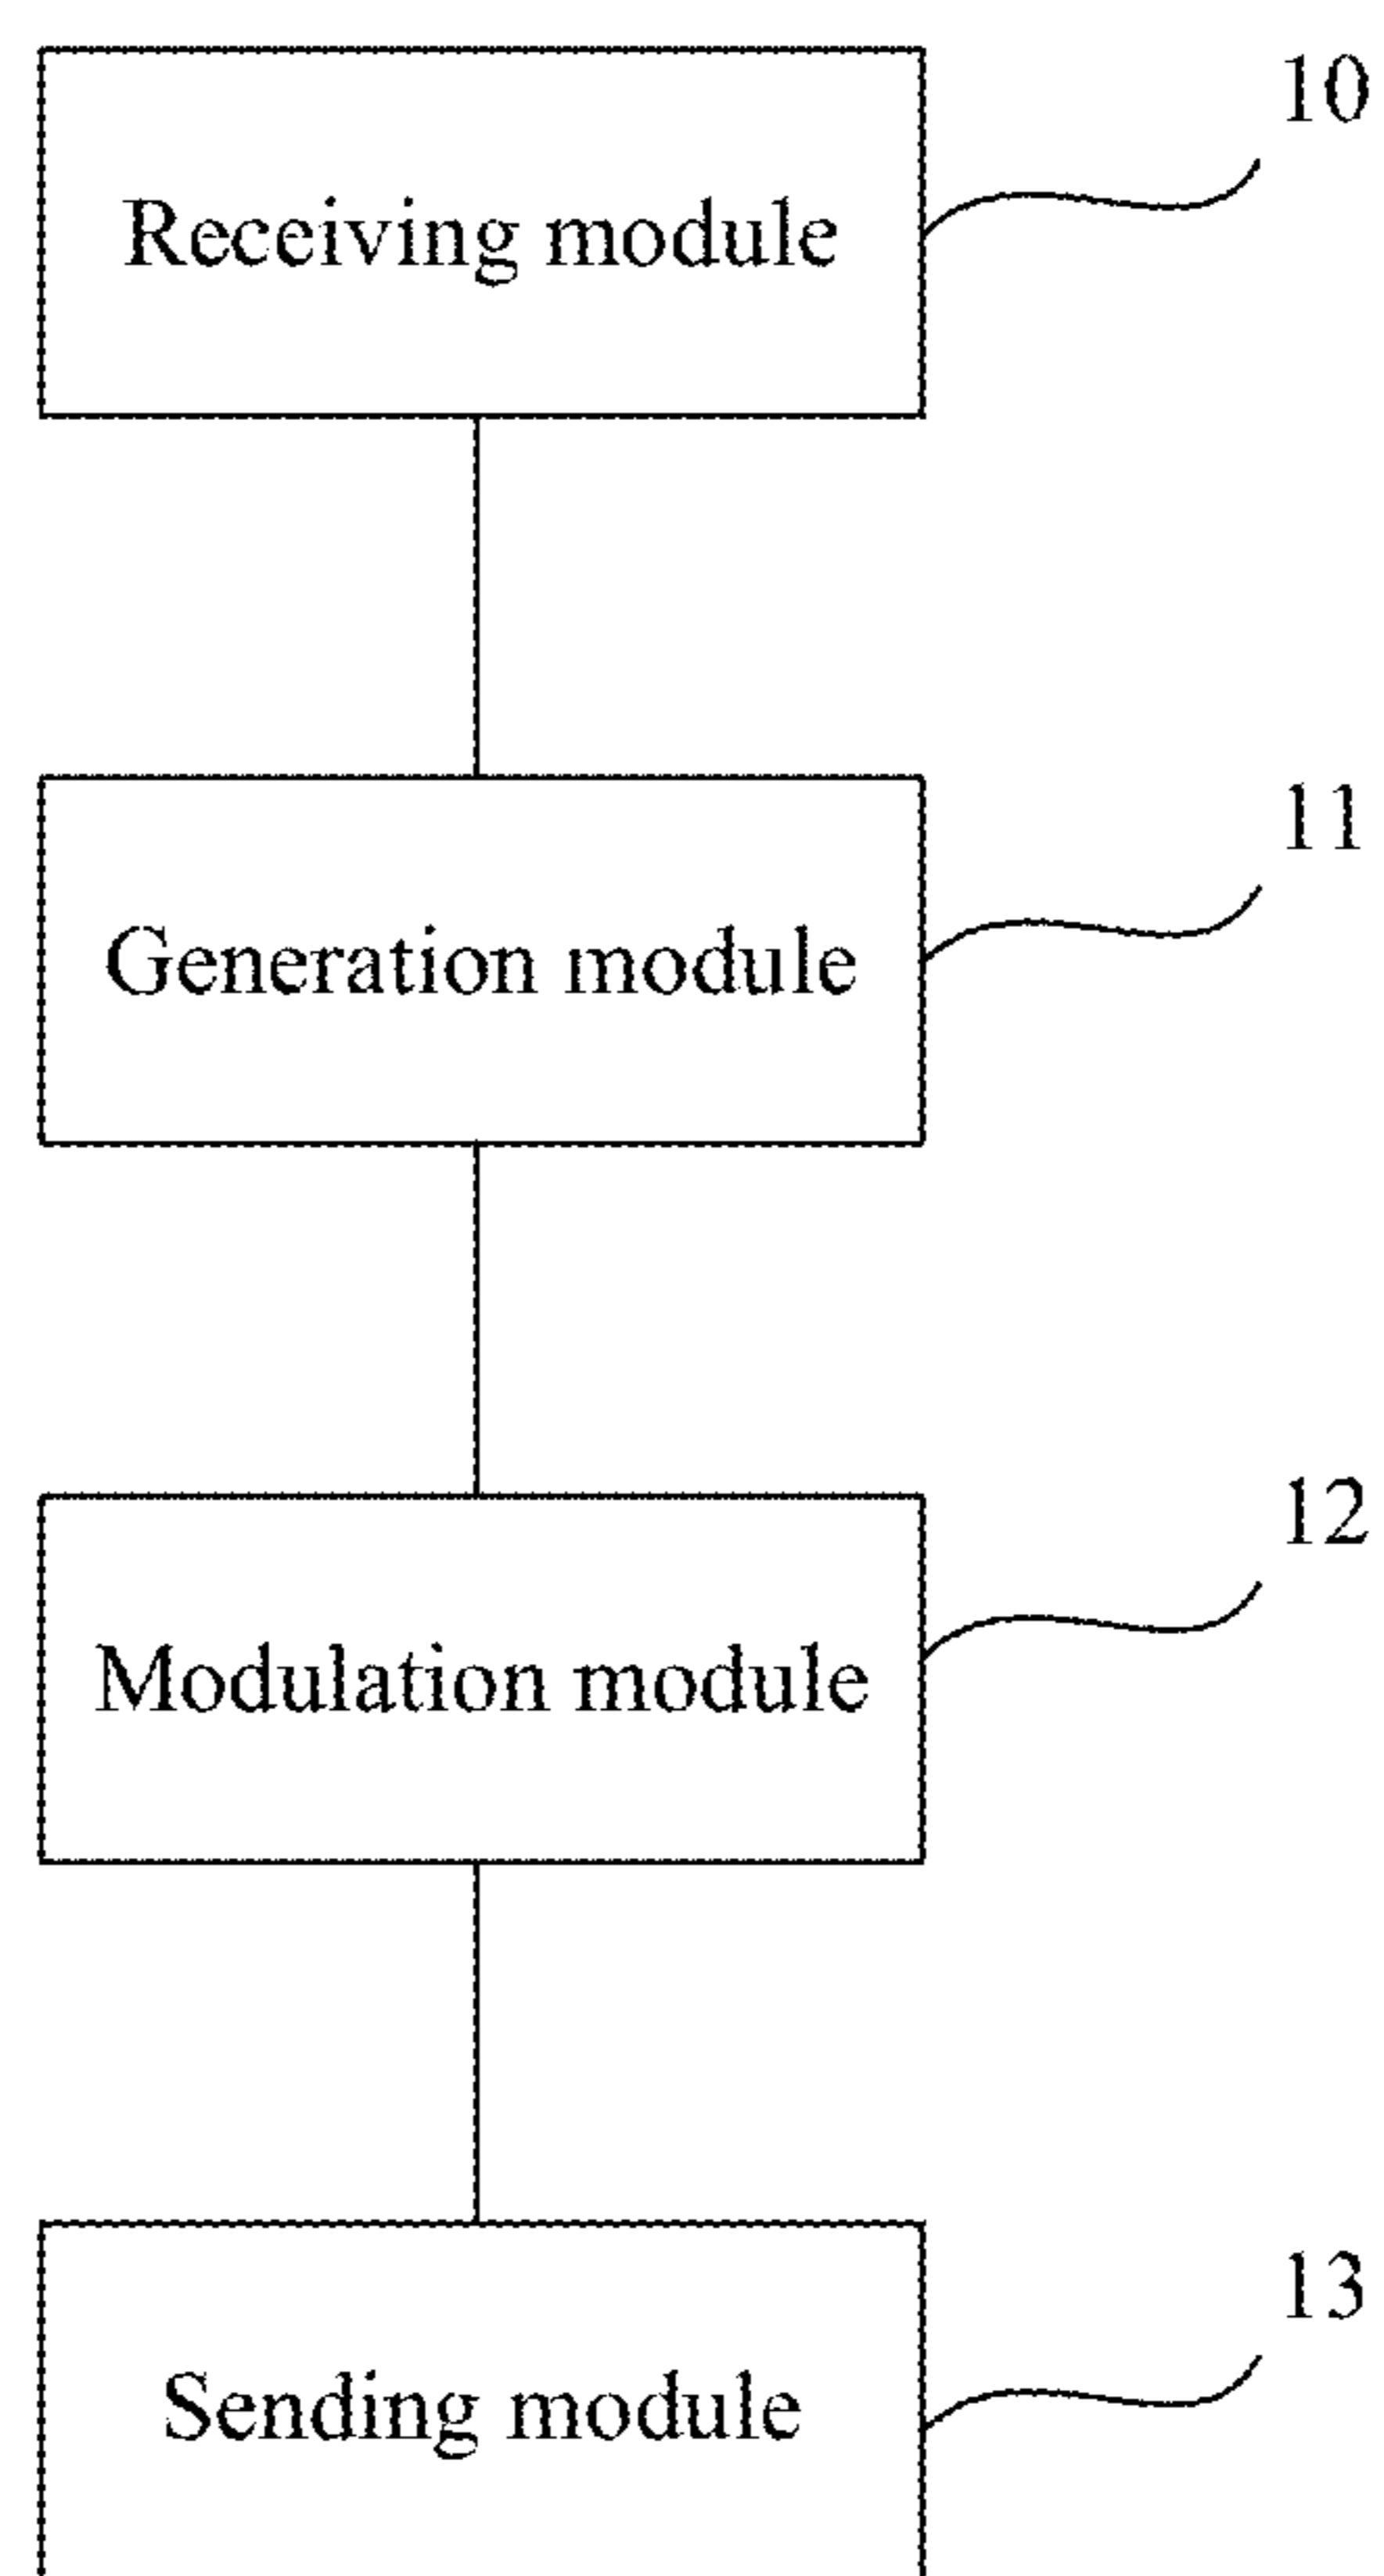 10
Receiving module
11
Generation module
12
Modulation module
13
Sending module